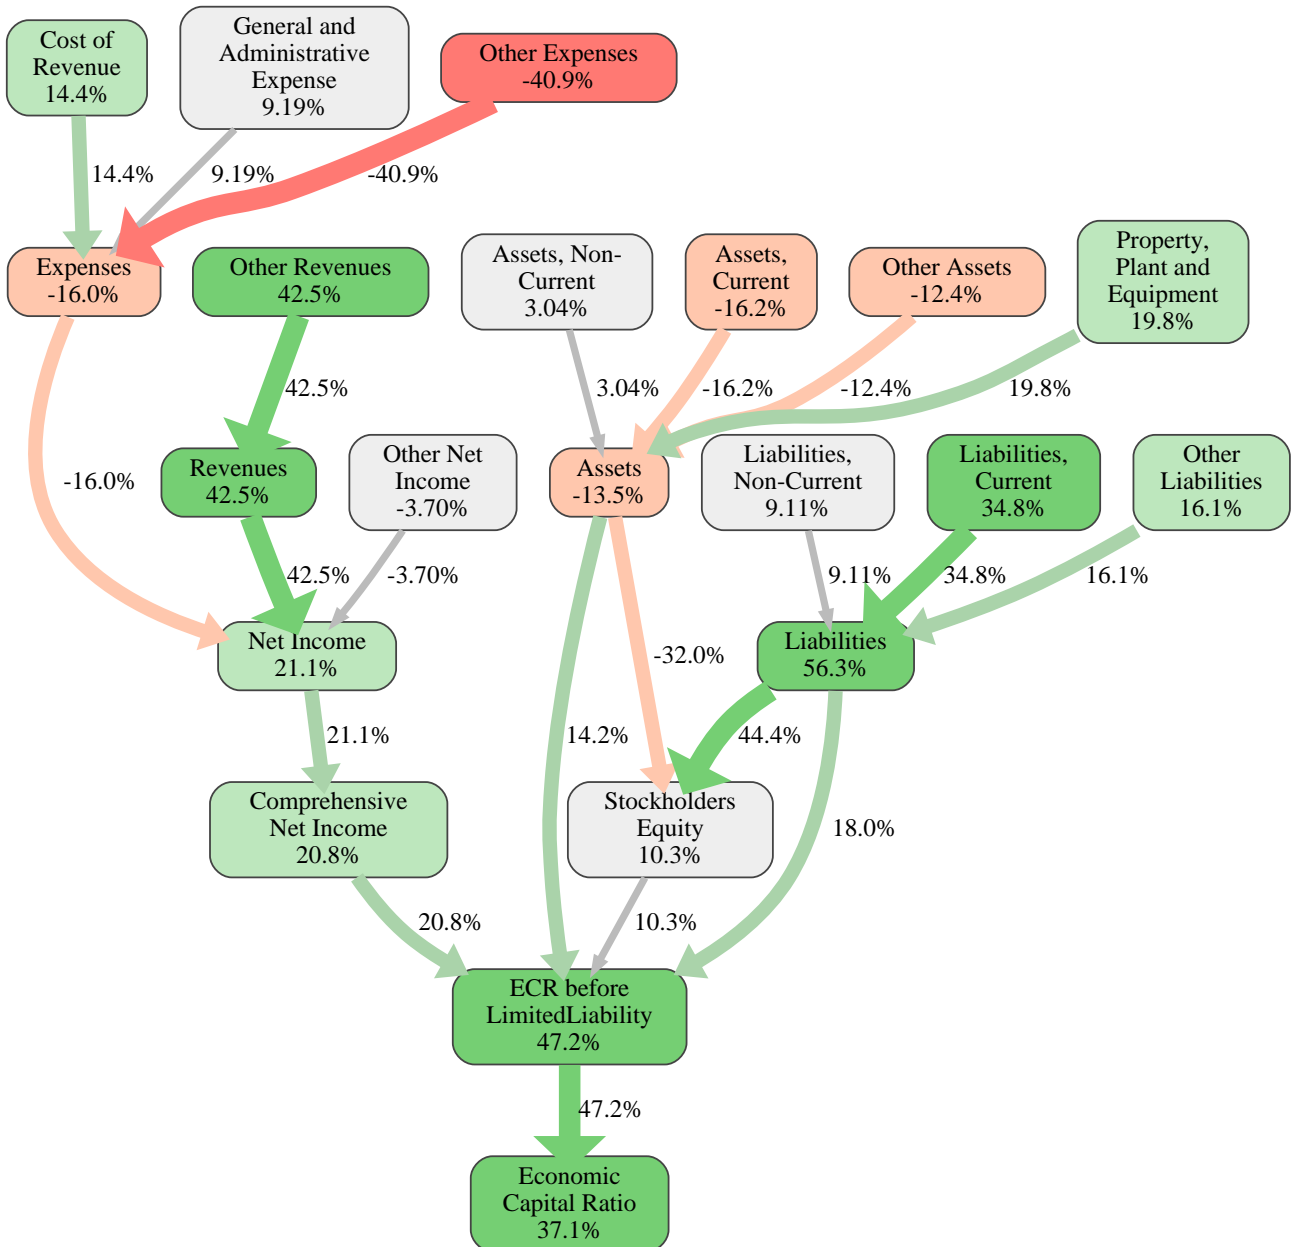 Cost of
Revenue
14.4%
General and
Administrative
Expense
9.19%
Other Expenses
-40.9%
14.4%
9.19%
-40.9%
Expenses
-16.0%
Other Revenues
42.5%
Assets, Non-
Current
3.04%
Assets,
Current
-16.2%
Other Assets
-12.4%
Property,
Plant and
Equipment
19.8%
42.5%
3.04%
-16.2%
-12.4%
19.8%
-16.0%
Revenues
42.5%
Other Net
Income
-3.70%
Assets
-13.5%
Liabilities,
Non-Current
9.11%
Liabilities,
Current
34.8%
Other
Liabilities
16.1%
42.5%
-3.70%
9.11%
34.8%
16.1%
Net Income
21.1%
-32.0%
Liabilities
56.3%
21.1%
14.2%
44.4%
18.0%
Comprehensive
Net Income
20.8%
Stockholders
Equity
10.3%
20.8%
10.3%
ECR before
LimitedLiability
47.2%
47.2%
Economic
Capital Ratio
37.1%